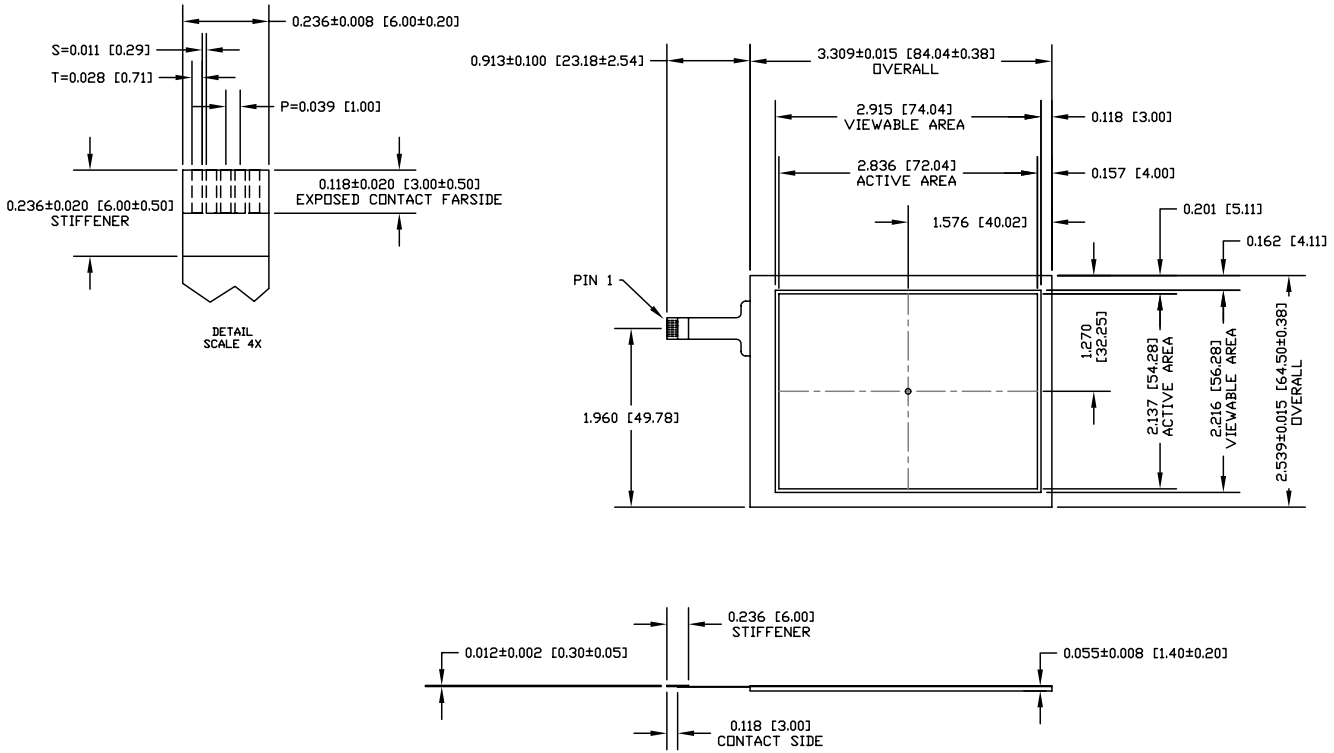 0.236±0.008 [6.00±0.20]
S=0.011 [0.29]
T=0.028 [0.71]
P=0.039 [1.00]
0.118±0.020 [3.00±0.50]
EXPOSED CONTACT FARSIDE
0.236±0.020 [6.00±0.50]
STIFFENER
DETAIL
SCALE 4X
0.913±0.100 [23.18±2.54]
3.309±0.015 [84.04±0.38]
OVERALL
2.915 [74.04]
VIEWABLE AREA
0.118 [3.00]
2.836 [72.04]
ACTIVE AREA
0.157 [4.00]
1.576 [40.02]
0.201 [5.11]
0.162 [4.11]
PIN 1
1.960 [49.78]
1.270
[32.25]
2.137 [54.28]
ACTIVE AREA
2.216 [56.28]
VIEWABLE AREA
2.539±0.015 [64.50±0.38]
OVERALL
0.236 [6.00]
STIFFENER
0.012±0.002 [0.30±0.05]
0.055±0.008 [1.40±0.20]
0.118 [3.00]
CONTACT SIDE